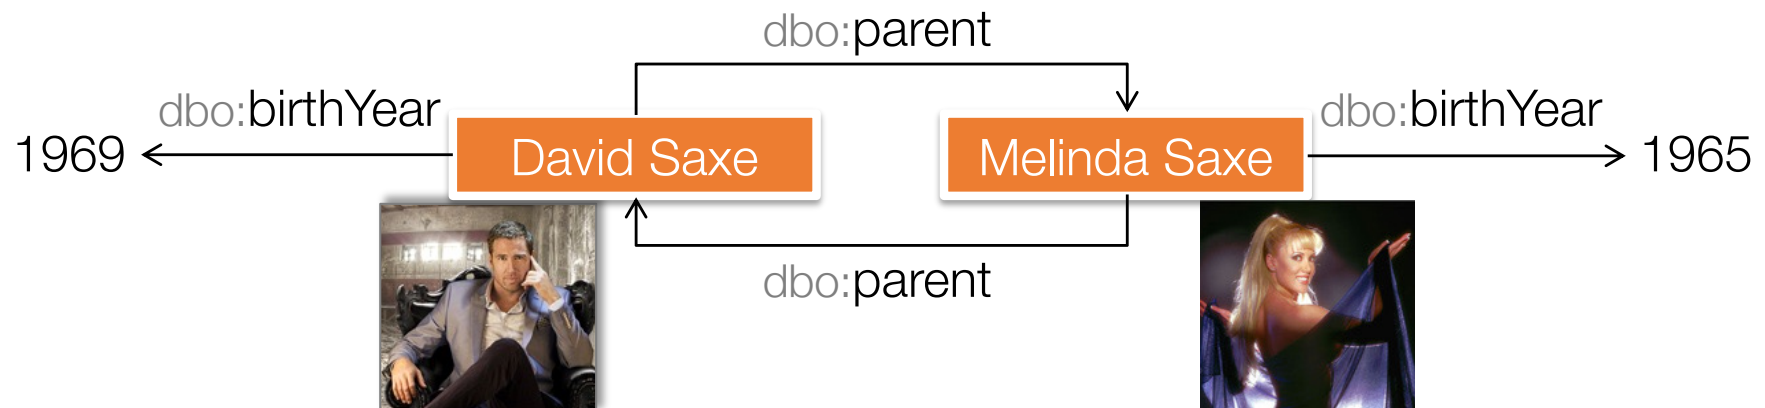 dbo:parent
dbo:birthYear
dbo:birthYear
1969
David Saxe
Melinda Saxe
1965
dbo:parent